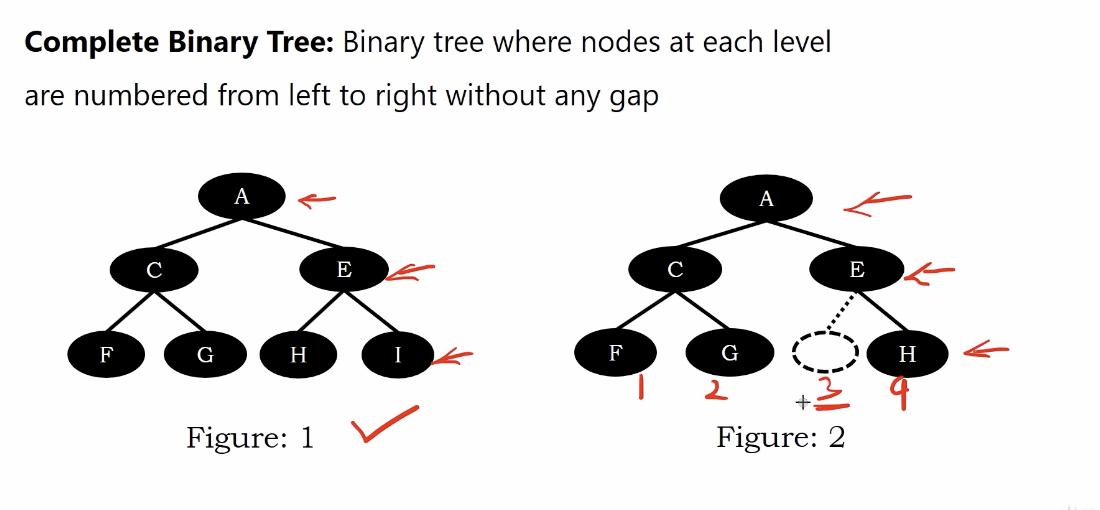 Complete Binary Tree: Binary tree where nodes at each level
are numbered from left to right without any gap
A
C E
F G H I
Figure: 1
A
C E
F G H
1 2 3 4
Figure: 2